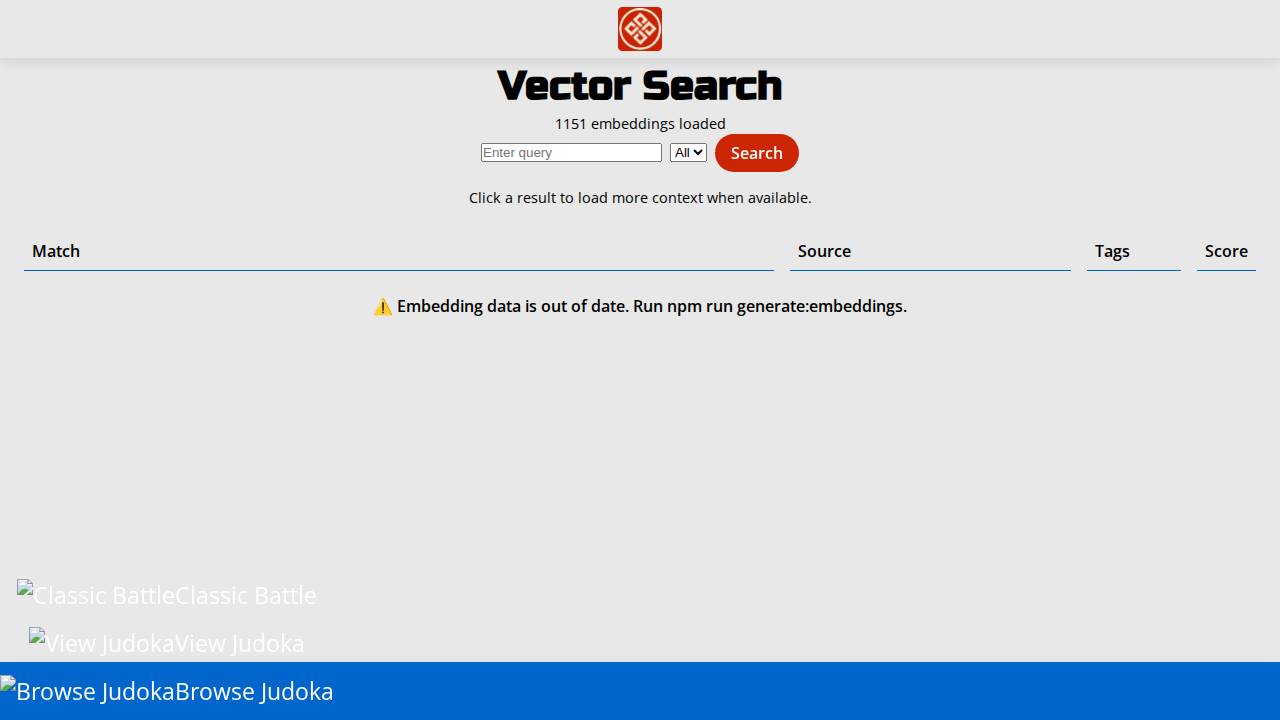 Vector Search
1151 embeddings loaded
Enter query All Search
Click a result to load more context when available.
Match Source Tags Score
⚠️ Embedding data is out of date. Run npm run generate:embeddings.
Classic BattleClassic Battle
View JudokaView Judoka
Browse JudokaBrowse Judoka